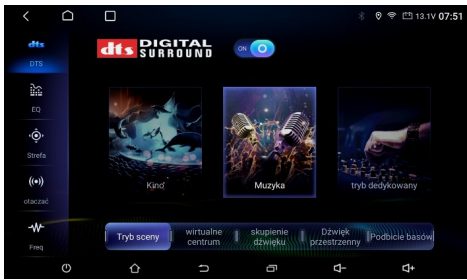 13.1V 07:51
dts
DTS
dts DIGITAL
SURROUND
ON
EQ
Strefa
otaczać
Freq
Kino
Muzyka
tryb dedykowany
Tryb sceny
wirtualne
centrum
skupienie
dźwięku
Dźwięk
przestrzenny
Podbicie basów